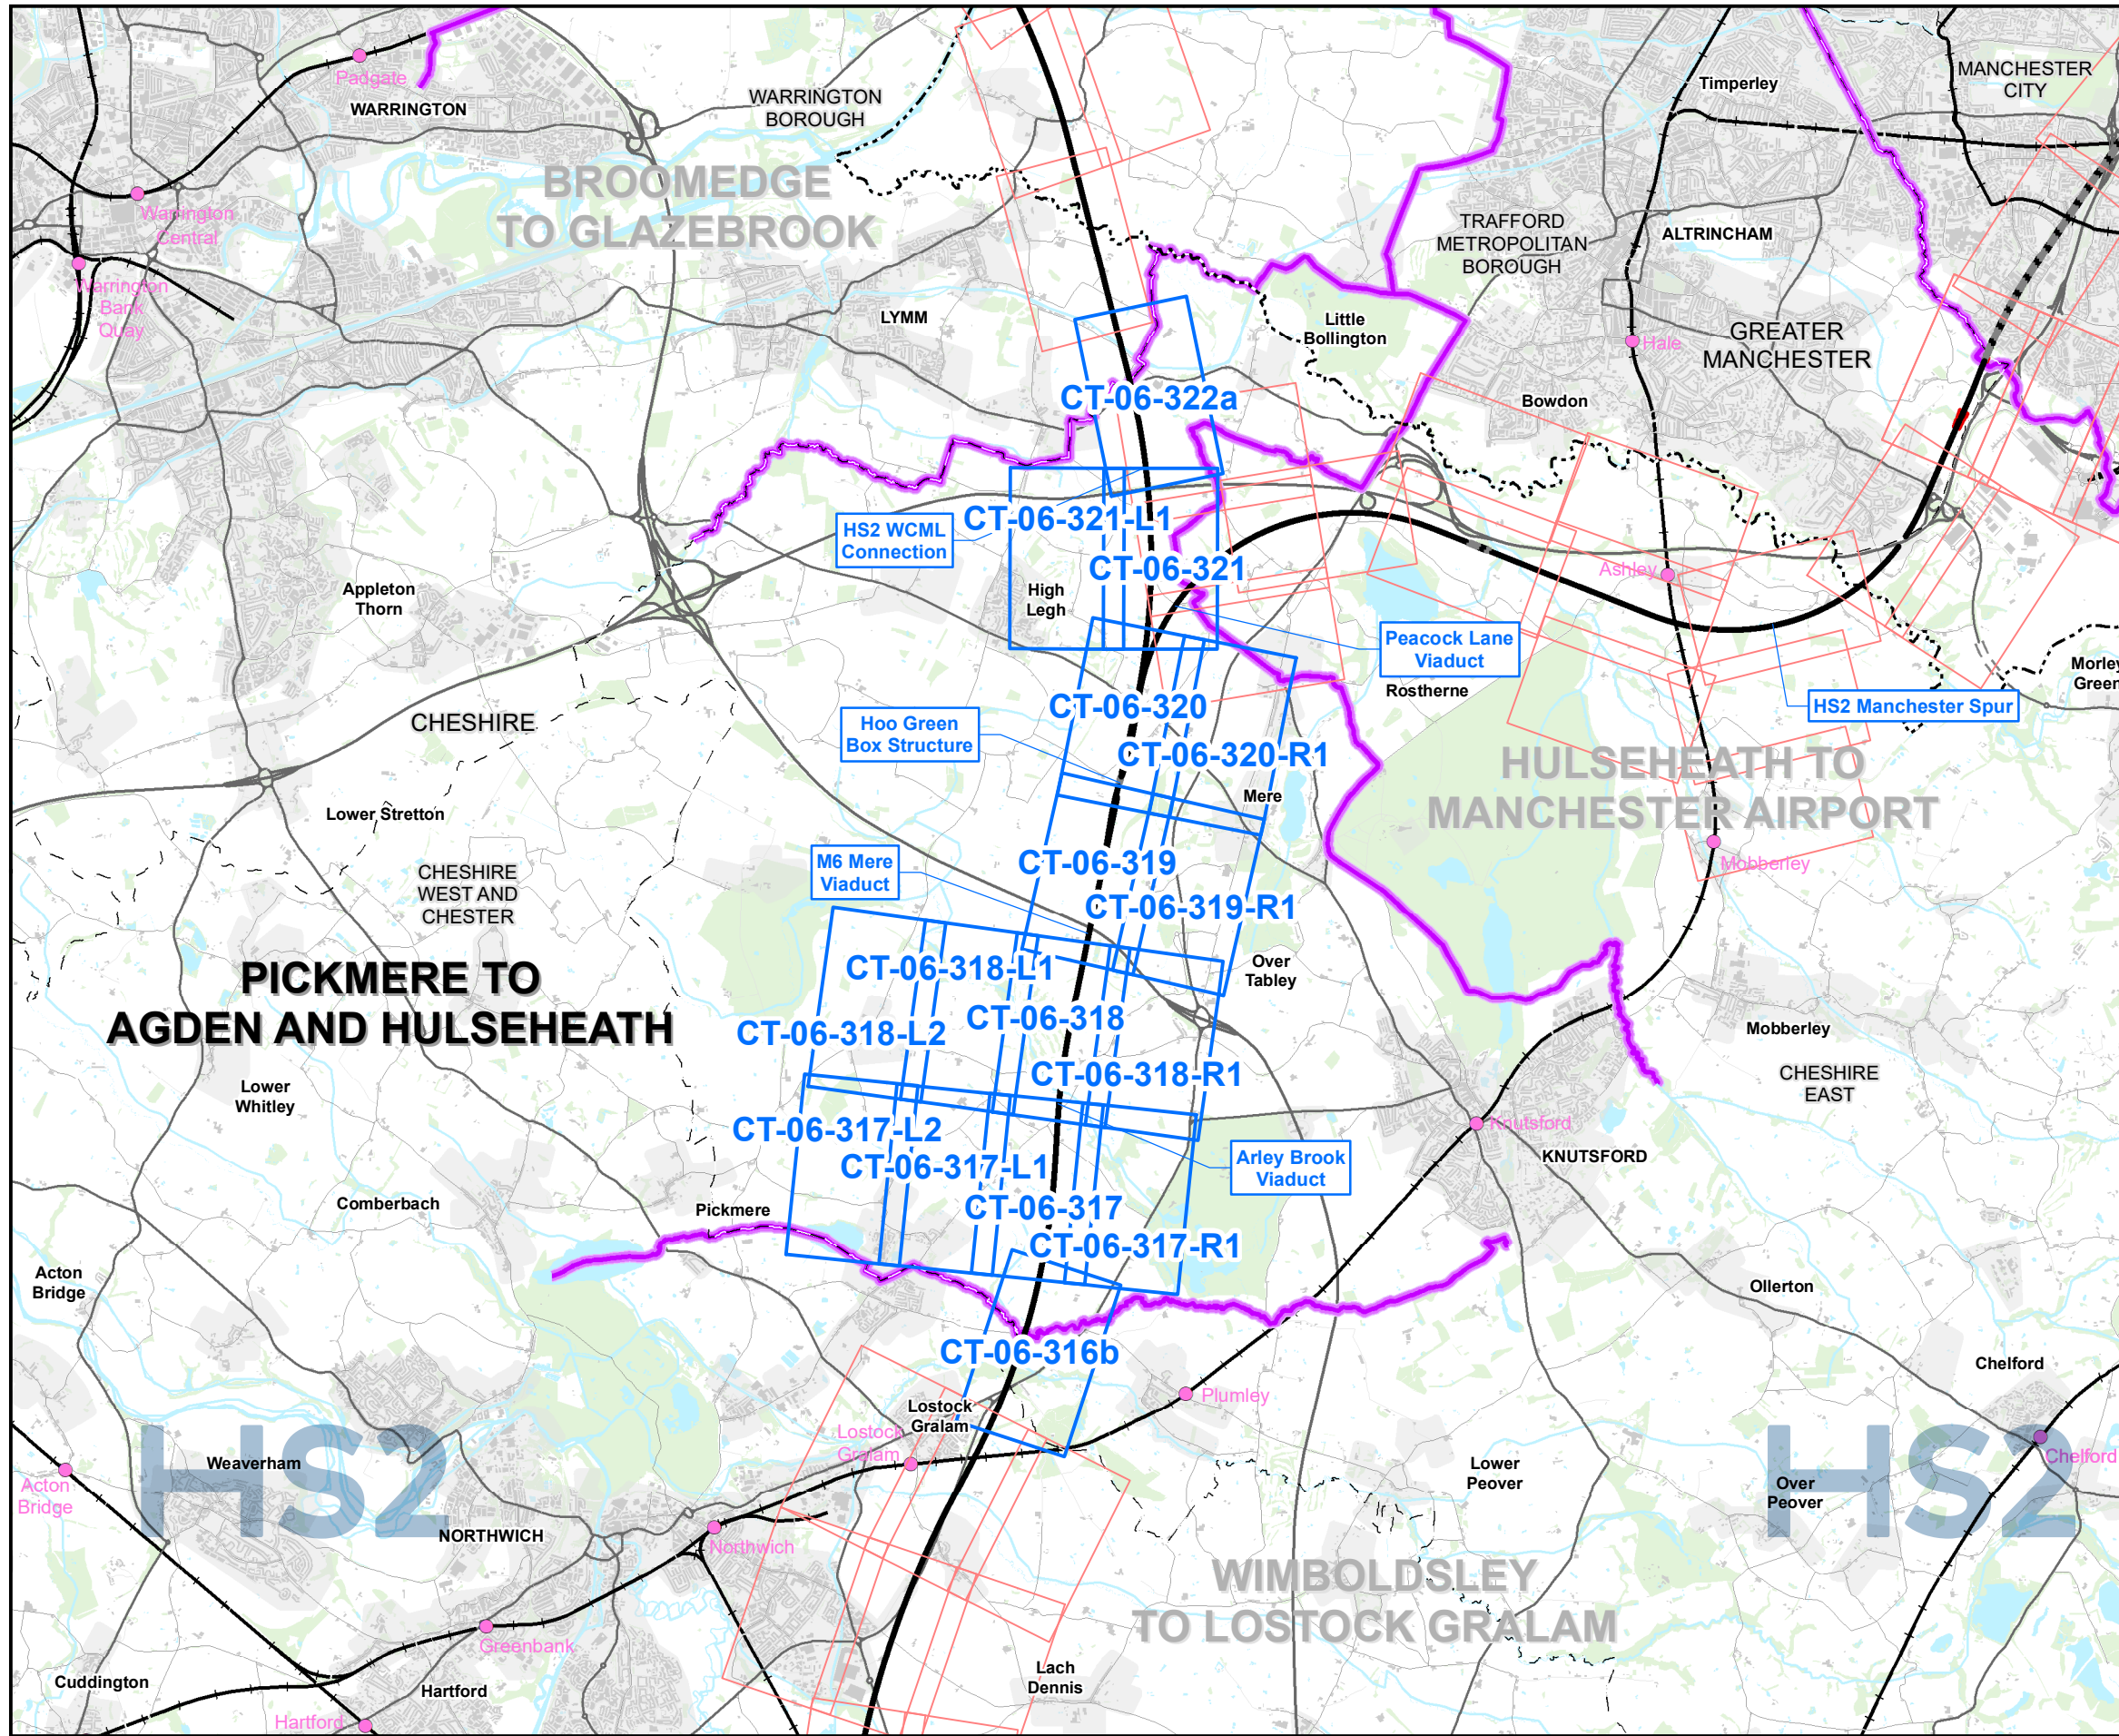 Padgate
WARRINGTON
WARRINGTON
BOROUGH
BROOMEDGE
TO GLAZEBROOK
Warrington
Central
Warrington
Bank
Quay
LYMM
Timperley
MANCHESTER
CITY
TRAFFORD
METROPOLITAN
BOROUGH
ALTRINCHAM
Little
Bollington
Hale
GREATER
MANCHESTER
Bowdon
CT-06-322a
HS2 WCML
Connection
CT-06-321-L1
CT-06-321
High
Legh
Appleton
Thorn
Ashley
Peacock Lane
Viaduct
Rostherne
HS2 Manchester Spur
Morley
Green
CHESHIRE
Hoo Green
Box Structure
CT-06-320
CT-06-320-R1
Mere
HULSEHEATH TO
MANCHESTER AIRPORT
Lower Stretton
M6 Mere
Viaduct
CT-06-319
CT-06-319-R1
Mobberley
CHESHIRE
WEST AND
CHESTER
PICKMERE TO
AGDEN AND HULSEHEATH
CT-06-318-L1
CT-06-318-L2
CT-06-318
CT-06-318-R1
Over
Tabley
Mobberley
CHESHIRE
EAST
Lower
Whitley
CT-06-317-L2
CT-06-317-L1
CT-06-317
CT-06-317-R1
Arley Brook
Viaduct
Knutsford
KNUTSFORD
Comberbach
Pickmere
Acton
Bridge
Ollerton
CT-06-316b
Chelford
Plumley
Lostock
Gralam
Lostock
Gralam
HS2
Weaverham
Acton
Bridge
NORTHWICH
Northwich
Lower
Peover
HS2
Over
Peover
Chelford
WIMBOLDSLEY
TO LOSTOCK GRALAM
Greenbank
Cuddington
Hartford
Hartford
Lach
Dennis